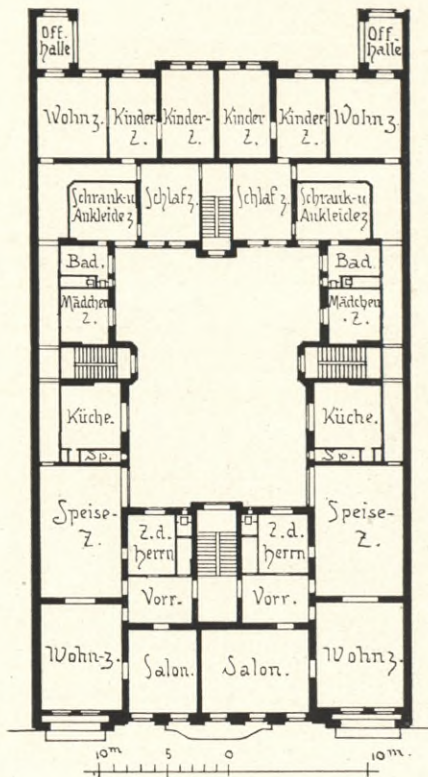 Off.
halle
Off-
halle
Wohnz.
Kinder
Z.
Kinder-
Z.
Kinder
Z.
Kinder-
Z.
Wohnz.
Schrank-u
Ankleidez
Schlafz.
Schlafz.
Schrank-u
Ankleidez
Bad.
Bad.
Mädchen
Z.
Mädchen
Z.
Küche.
Küche.
Sp.
Sp.
Speise-
Z.
Z.d.
Herrn
Z.d.
Herrn
Speise-
Z.
Vorr.
Vorr.
Wohn-z.
Salon.
Salon.
Wohnz.
10m 5 0 10m.